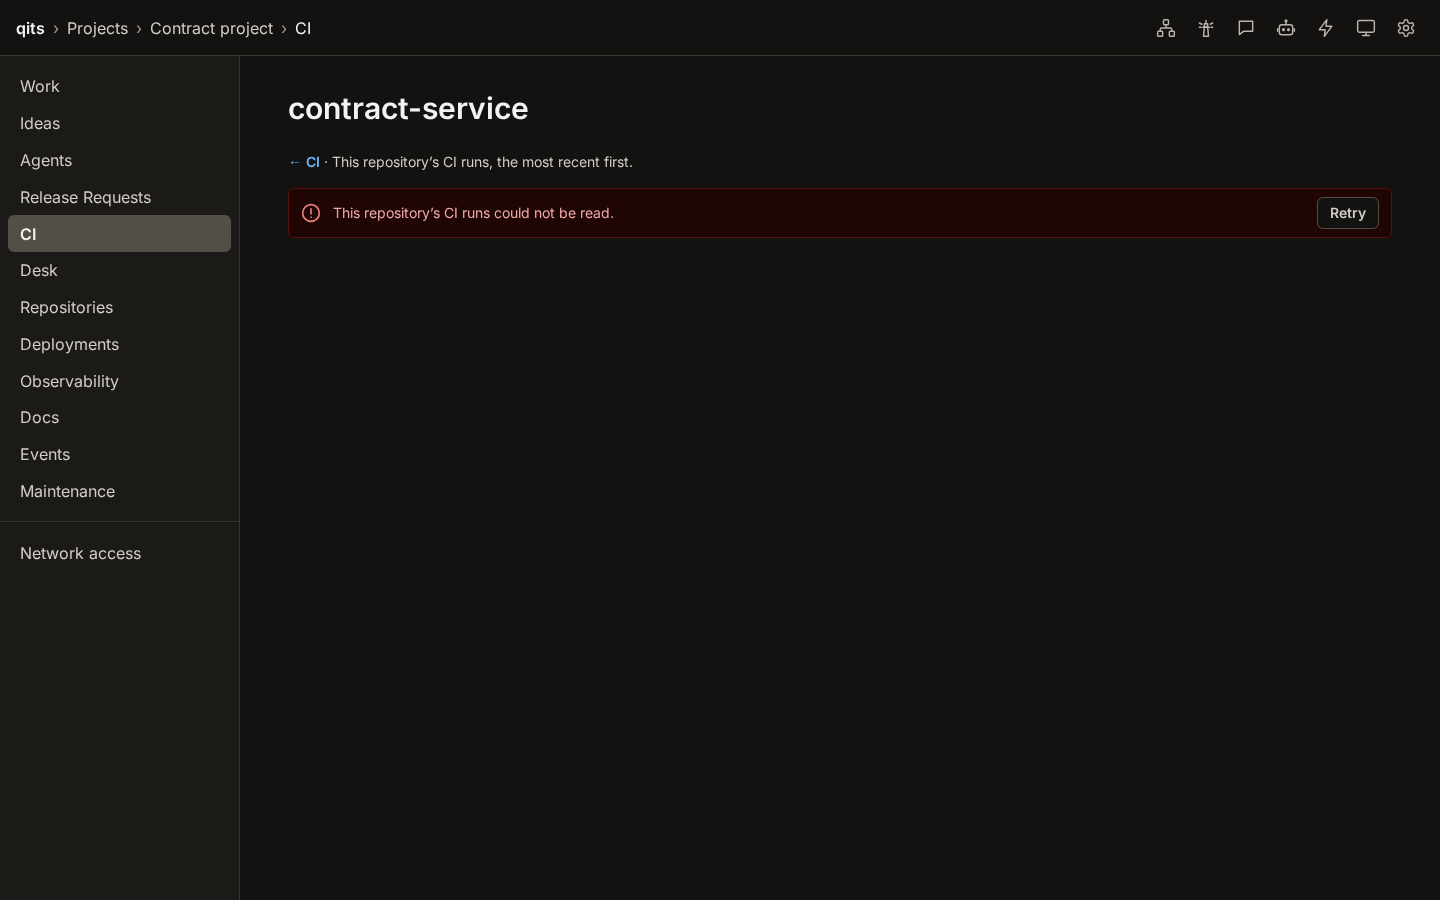 qits › Projects › Contract project › CI
Work
Ideas
Agents
Release Requests
CI
Desk
Repositories
Deployments
Observability
Docs
Events
Maintenance
Network access
contract-service
← CI · This repository’s CI runs, the most recent first.
This repository’s CI runs could not be read.
Retry